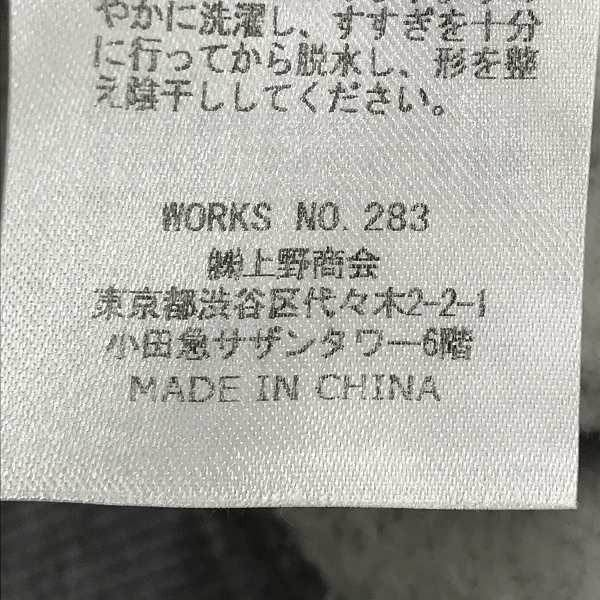 やかに洗濯し、すすぎを十分
に行ってから脱水し、形を整
え陰干ししてください。
WORKS NO. 283
㈱上野商会
東京都渋谷区代々木2-2-1
小田急サザンタワー6階
MADE IN CHINA